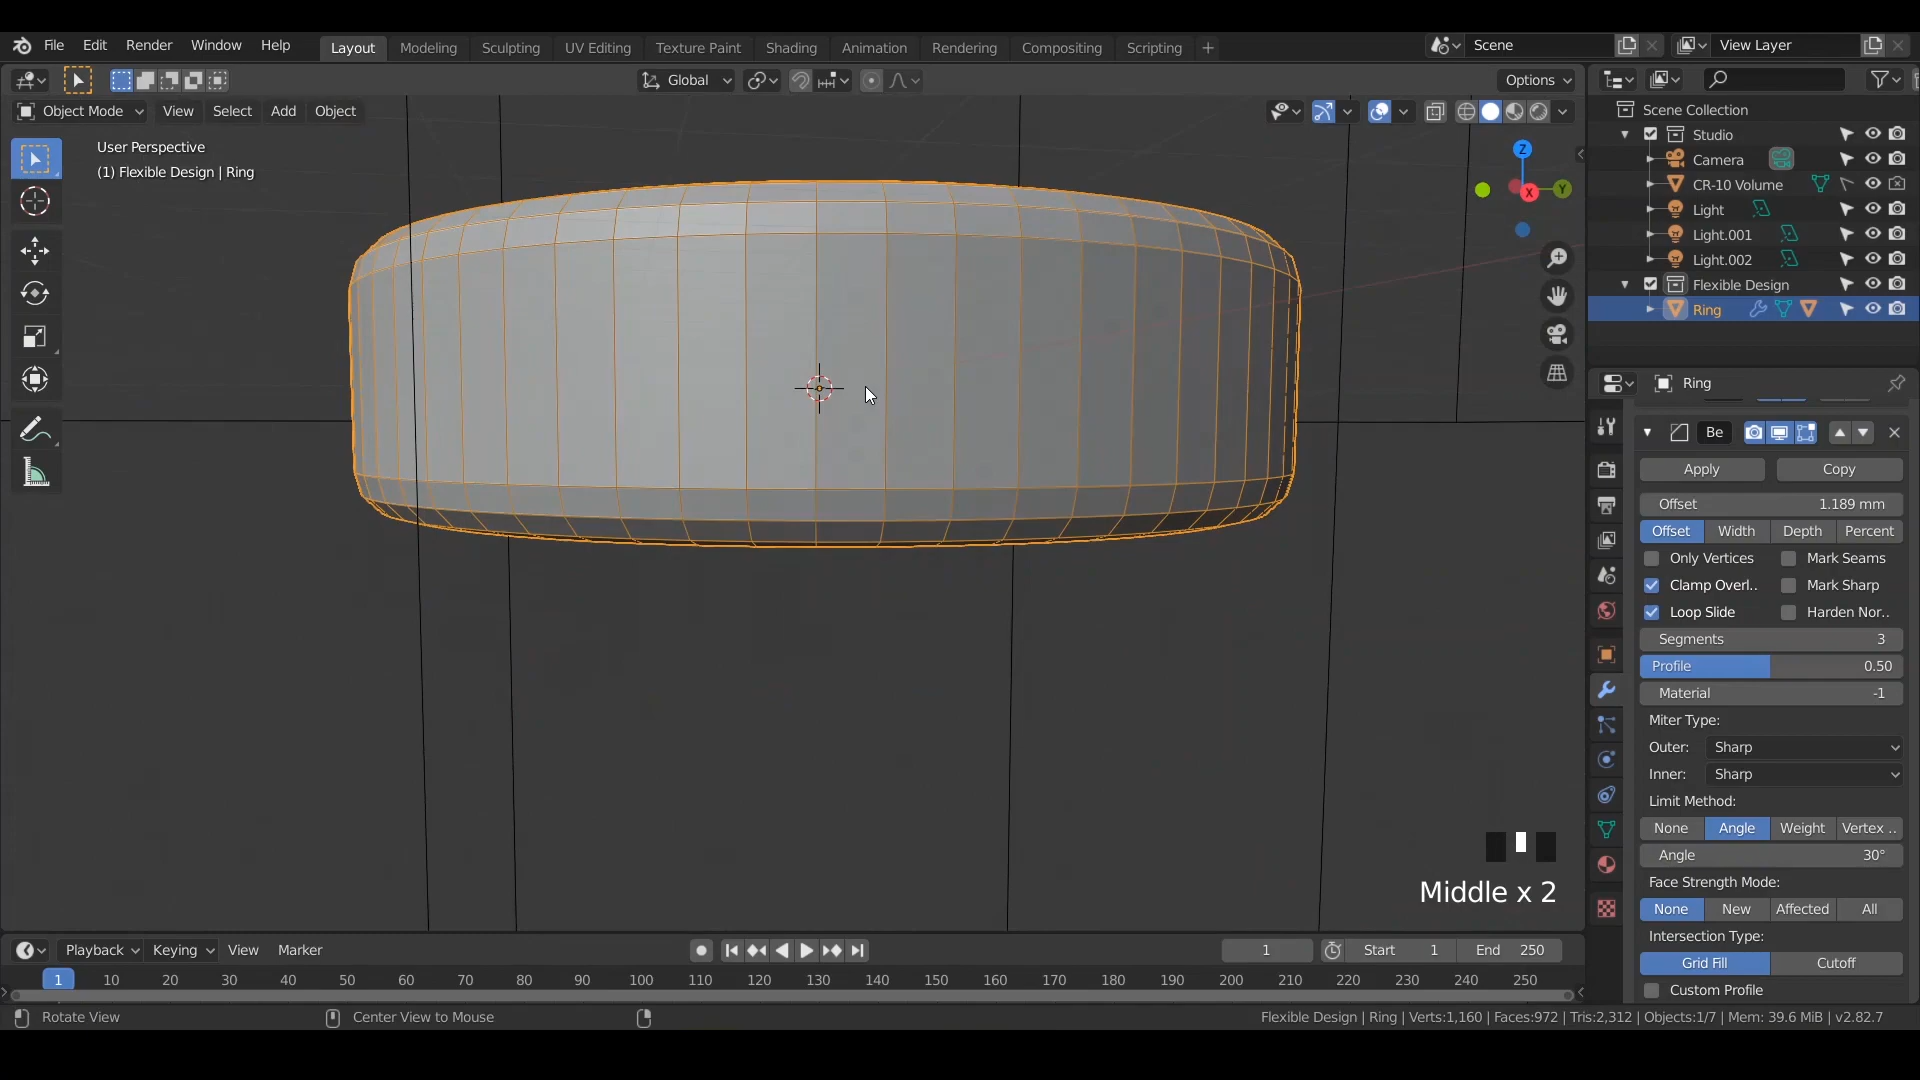 File Edit Render Window Help Layout Modeling Sculpting UV Editing Texture Paint Shading Animation Rendering Compositing Scripting + Scene View Layer
Global Options
Object Mode View Select Add Object
User Perspective
(1) Flexible Design | Ring
Z
X
Y
Middle x 2
Scene Collection
Studio
Camera
CR-10 Volume
Light
Light.001
Light.002
Flexible Design
Ring
Ring
Be
Apply Copy
Offset 1.189 mm
Offset Width Depth Percent
Only Vertices Mark Seams
Clamp Overl.. Mark Sharp
Loop Slide Harden Nor..
Segments 3
Profile 0.50
Material -1
Miter Type:
Outer: Sharp
Inner: Sharp
Limit Method:
None Angle Weight Vertex ..
Angle 30°
Face Strength Mode:
None New Affected All
Intersection Type:
Grid Fill Cutoff
Custom Profile
Playback Keying View Marker 1 Start 1 End 250
1 10 20 30 40 50 60 70 80 90 100 110 120 130 140 150 160 170 180 190 200 210 220 230 240 250
Rotate View Center View to Mouse Flexible Design | Ring | Verts:1,160 | Faces:972 | Tris:2,312 | Objects:1/7 | Mem: 39.6 MiB | v2.82.7